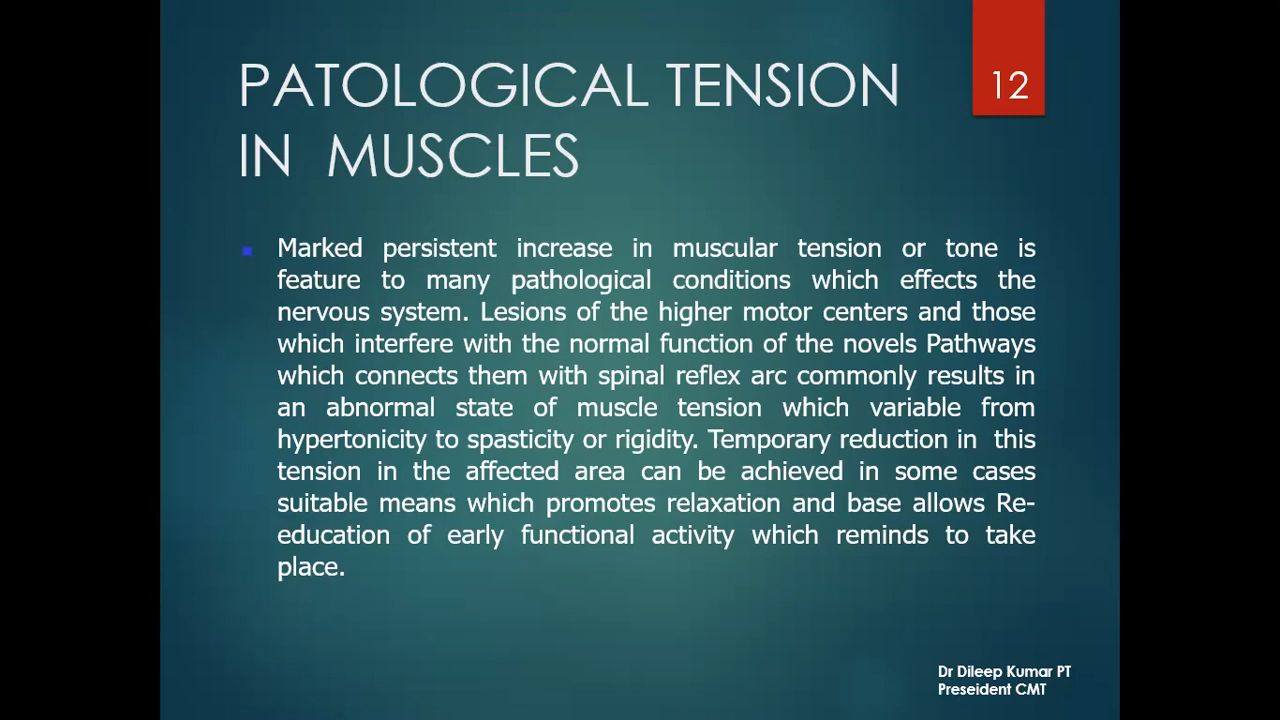 PATOLOGICAL TENSION
IN MUSCLES
12
Marked persistent increase in muscular tension or tone is
feature to many pathological conditions which effects the
nervous system. Lesions of the higher motor centers and those
which interfere with the normal function of the novels Pathways
which connects them with spinal reflex arc commonly results in
an abnormal state of muscle tension which variable from
hypertonicity to spasticity or rigidity. Temporary reduction in this
tension in the affected area can be achieved in some cases
suitable means which promotes relaxation and base allows Re-
education of early functional activity which reminds to take
place.
Dr Dileep Kumar PT
Preseident CMT